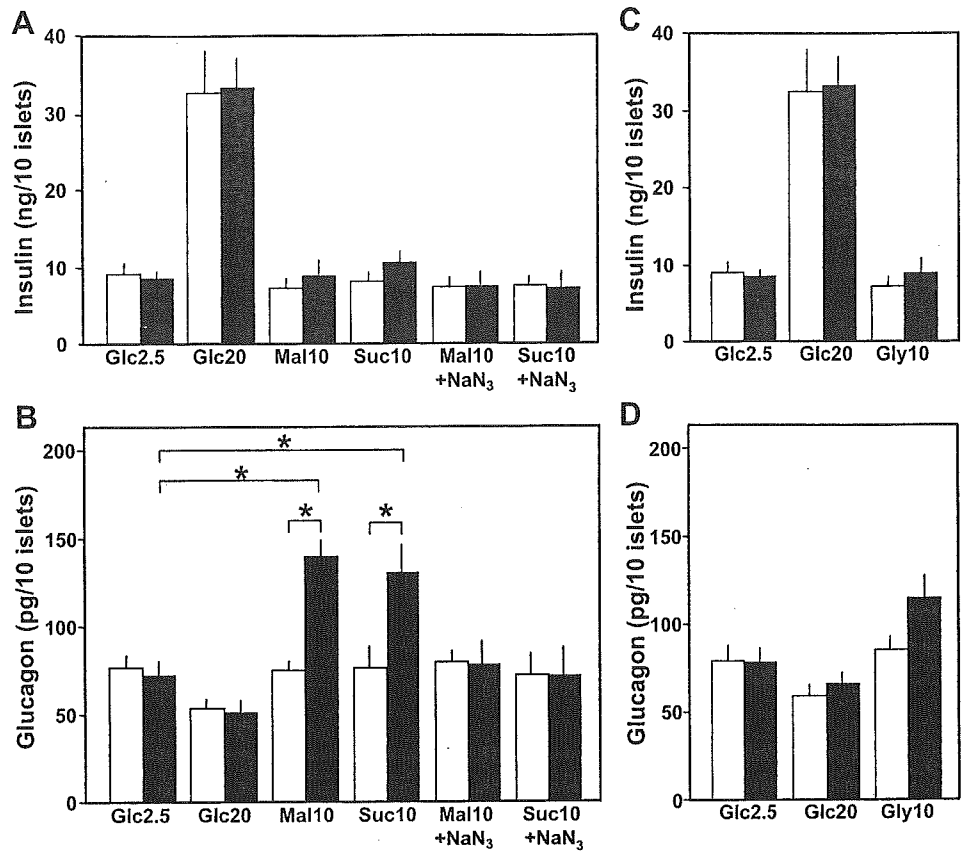 A
Insulin (ng/10 islets)
40
30
20
10
0
Glc2.5 Glc20 Mal10 Suc10 Mal10 +NaN₃ Suc10 +NaN₃
C
Insulin (ng/10 islets)
40
30
20
10
0
Glc2.5 Glc20 Gly10
B
Glucagon (pg/10 islets)
200
150
100
50
0
*
*
* *
Glc2.5 Glc20 Mal10 Suc10 Mal10 +NaN₃ Suc10 +NaN₃
D
Glucagon (pg/10 islets)
200
150
100
50
0
Glc2.5 Glc20 Gly10